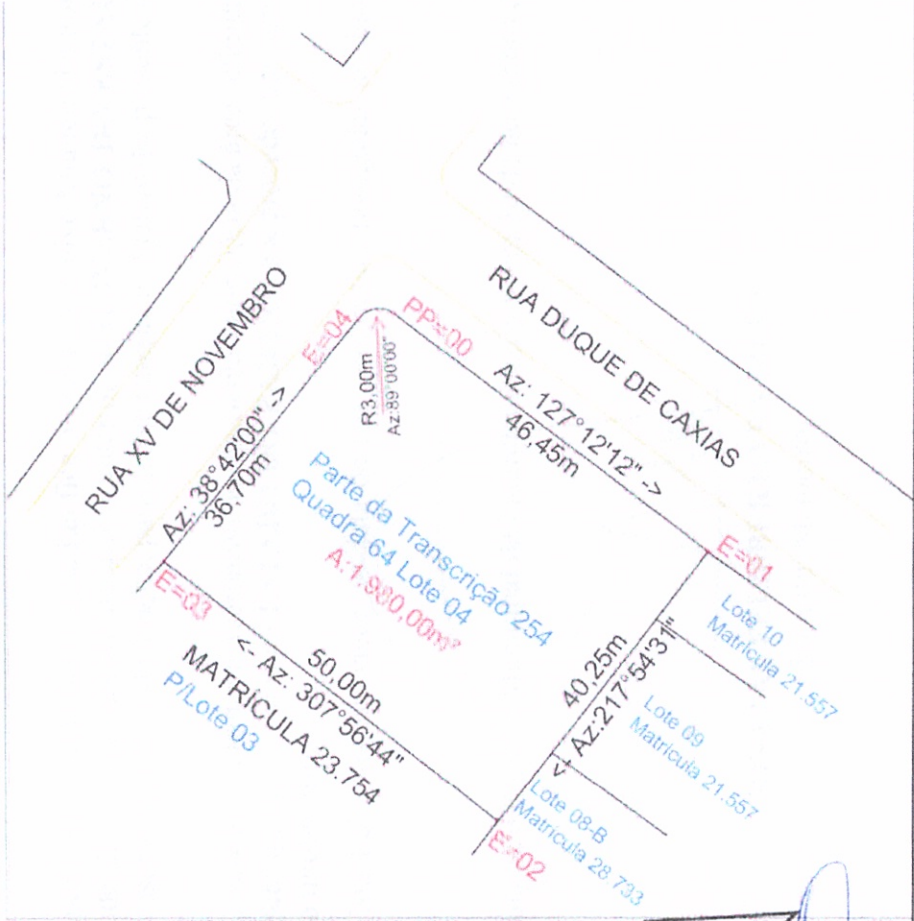 RUA XV DE NOVEMBRO
RUA DUQUE DE CAXIAS
E=04
PP=00
R3,00m
Az:89°00'00"
Az: 127°12'12" ->
46,45m
Az: 38°42'00" ->
36,70m
Parte da Transcrição 254
Quadra 64 Lote 04
A:1.980,00m²
E=01
E=03
<- Az: 307°56'44"
50,00m
MATRÍCULA 23.754
P/Lote 03
40,25m
<- Az:217°54'31"
Lote 10
Matrícula 21.557
Lote 09
Matrícula 21.557
Lote 08-B
Matrícula 28.733
E=02